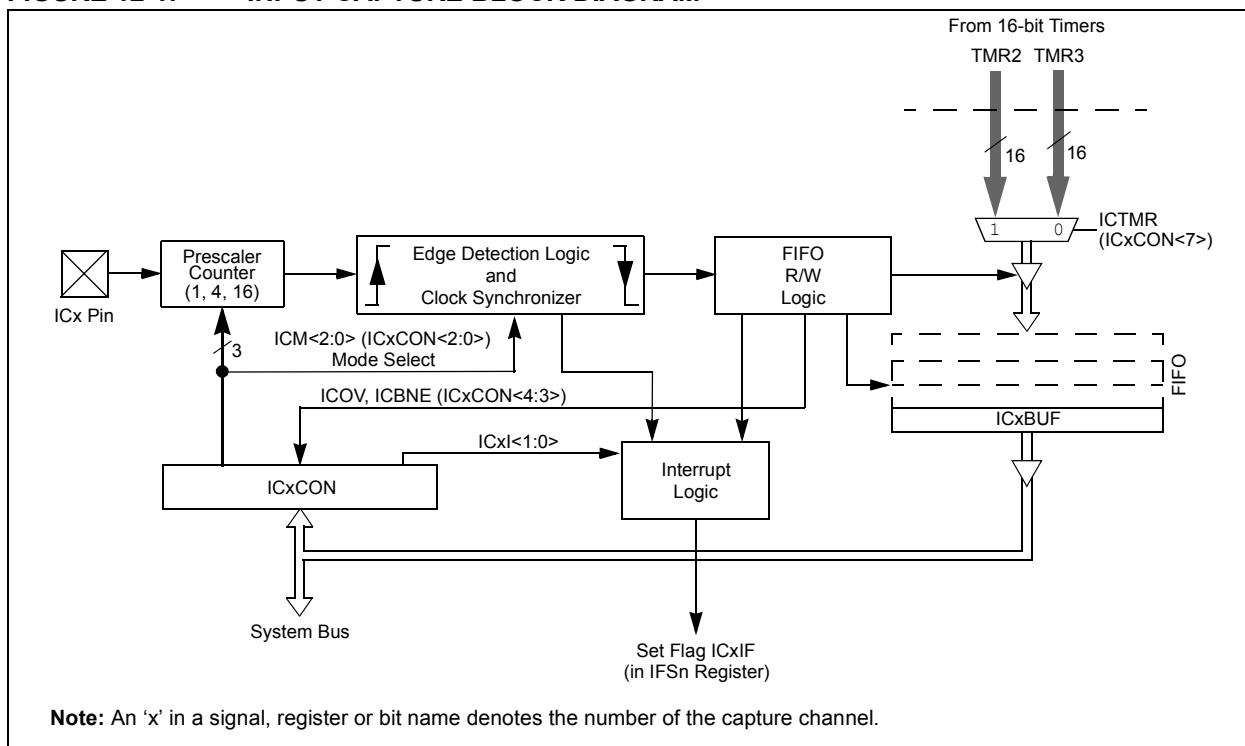 From 16-bit Timers
TMR2 TMR3
16 16
1 0
ICTMR
(ICxCON<7>)
Prescaler
Counter
(1, 4, 16)
Edge Detection Logic
and
Clock Synchronizer
FIFO
R/W
Logic
ICx Pin
3
ICM<2:0> (ICxCON<2:0>)
Mode Select
FIFO
ICOV, ICBNE (ICxCON<4:3>)
ICxBUF
ICxI<1:0>
Interrupt
Logic
ICxCON
System Bus
Set Flag ICxIF
(in IFSn Register)
Note: An ‘x’ in a signal, register or bit name denotes the number of the capture channel.